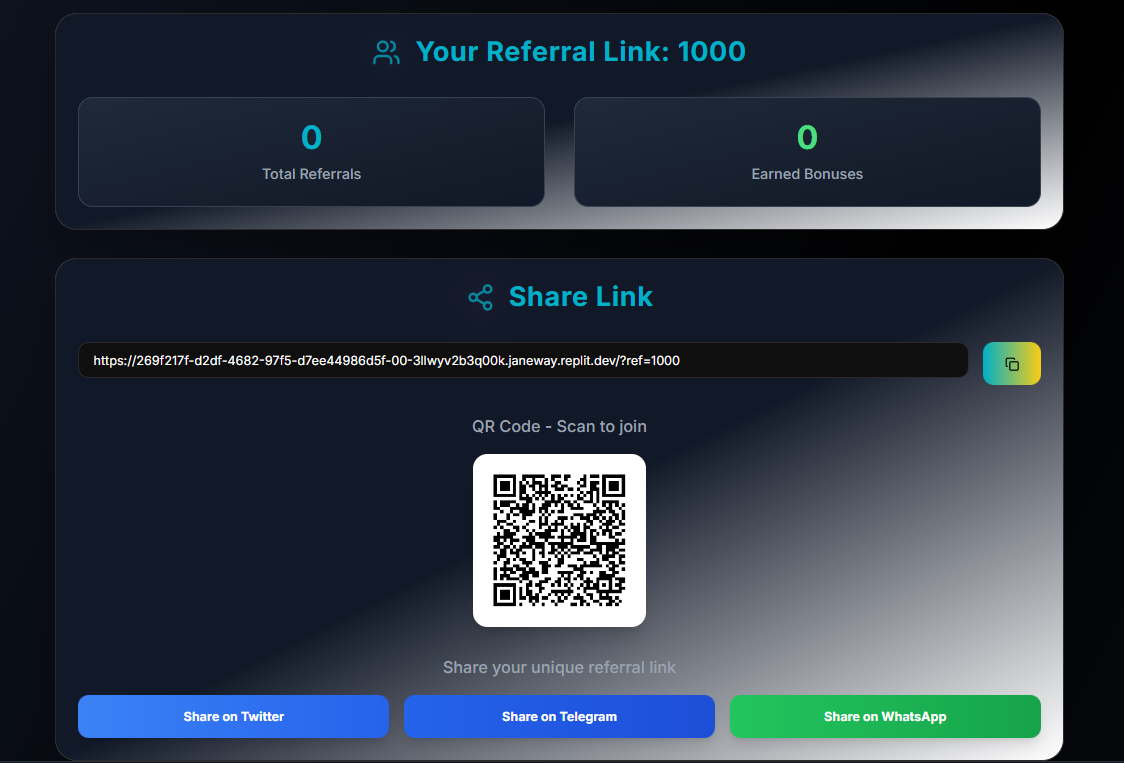 Your Referral Link: 1000
0
Total Referrals
0
Earned Bonuses
Share Link
https://269f217f-d2df-4682-97f5-d7ee44986d5f-00-3llwyv2b3q00k.janeway.replit.dev/?ref=1000
QR Code - Scan to join
Share your unique referral link
Share on Twitter
Share on Telegram
Share on WhatsApp